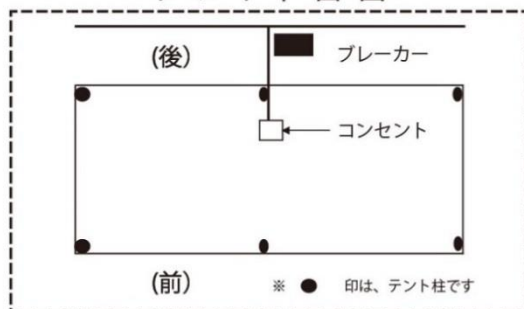 (後)
ブレーカー
コンセント
(前)
※ ● 印は、テント柱です